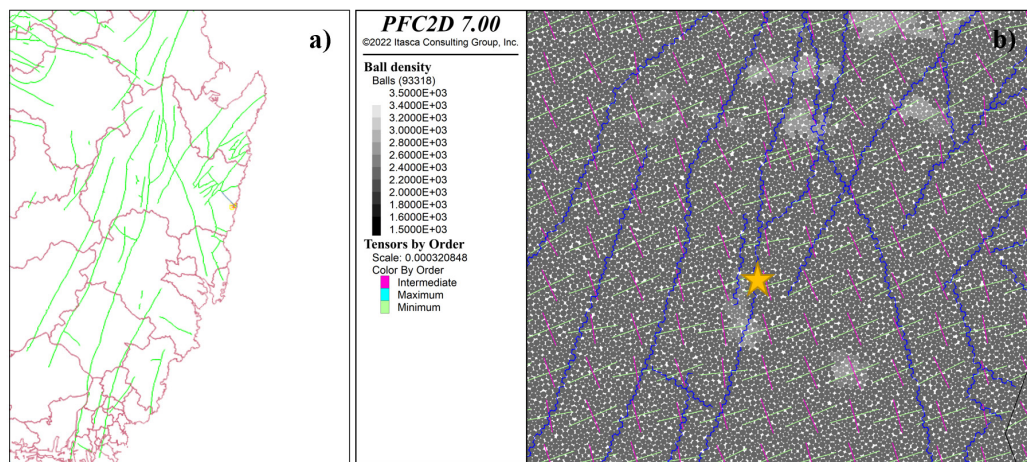 a)
PFC2D 7.00
©2022 Itasca Consulting Group, Inc.
Ball density
Balls (93318)
3.5000E+03
3.4000E+03
3.2000E+03
3.0000E+03
2.8000E+03
2.6000E+03
2.4000E+03
2.2000E+03
2.0000E+03
1.8000E+03
1.6000E+03
1.5000E+03
Tensors by Order
Scale: 0.000320848
Color By Order
Intermediate
Maximum
Minimum
b)